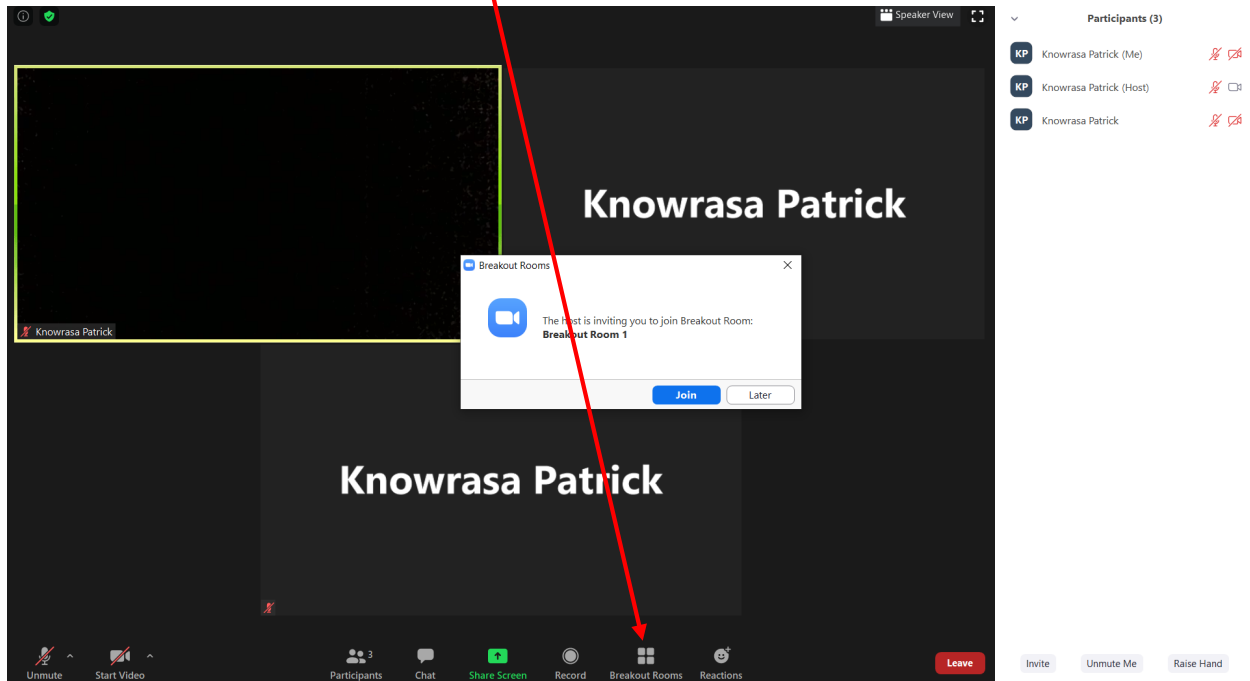 Speaker View
Participants (3)
KP Knowrasa Patrick (Me)
KP Knowrasa Patrick (Host)
KP Knowrasa Patrick
Knowrasa Patrick
Knowrasa Patrick
Breakout Rooms
The host is inviting you to join Breakout Room:
Breakout Room 1
Join Later
Knowrasa Patrick
3
Unmute Start Video Participants Chat Share Screen Record Breakout Rooms Reactions Leave
Invite Unmute Me Raise Hand